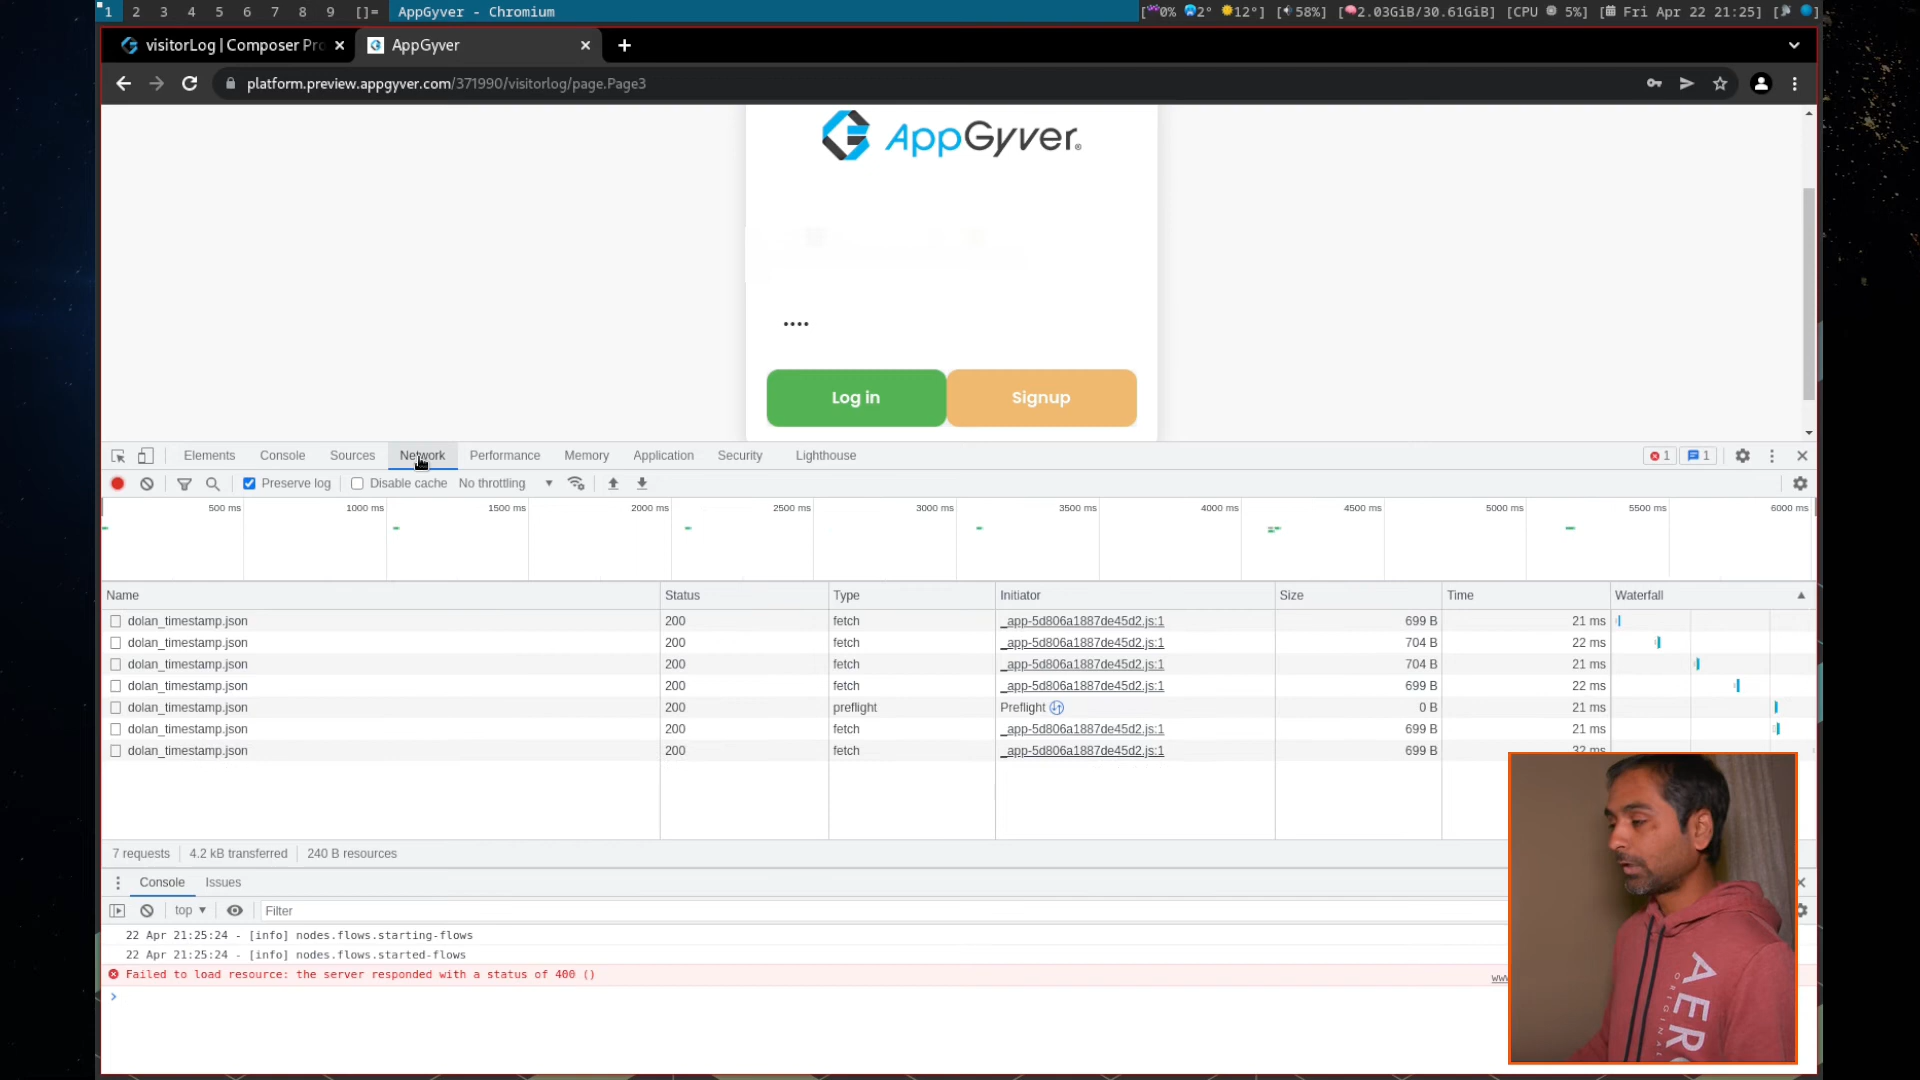 1 2 3 4 5 6 7 8 9 []= AppGyver - Chromium [0% 2° 12°] [58%] [2.03GiB/30.61GiB] [CPU 5%] [Fri Apr 22 21:25]
visitorLog | Composer Pro AppGyver
platform.preview.appgyver.com/371990/visitorlog/page.Page3
AppGyver®
••••
Log in Signup
Elements Console Sources Network Performance Memory Application Security Lighthouse 1 1
Preserve log Disable cache No throttling
500 ms 1000 ms 1500 ms 2000 ms 2500 ms 3000 ms 3500 ms 4000 ms 4500 ms 5000 ms 5500 ms 6000 ms
Name Status Type Initiator Size Time Waterfall
dolan_timestamp.json 200 fetch _app-5d806a1887de45d2.js:1 699 B 21 ms
dolan_timestamp.json 200 fetch _app-5d806a1887de45d2.js:1 704 B 22 ms
dolan_timestamp.json 200 fetch _app-5d806a1887de45d2.js:1 704 B 21 ms
dolan_timestamp.json 200 fetch _app-5d806a1887de45d2.js:1 699 B 22 ms
dolan_timestamp.json 200 preflight Preflight 0 B 21 ms
dolan_timestamp.json 200 fetch _app-5d806a1887de45d2.js:1 699 B 21 ms
dolan_timestamp.json 200 fetch _app-5d806a1887de45d2.js:1 699 B 32 ms
7 requests 4.2 kB transferred 240 B resources
Console Issues
top Filter
22 Apr 21:25:24 - [info] nodes.flows.starting-flows
22 Apr 21:25:24 - [info] nodes.flows.started-flows
Failed to load resource: the server responded with a status of 400 ()
>
AERO
ORIGINAL